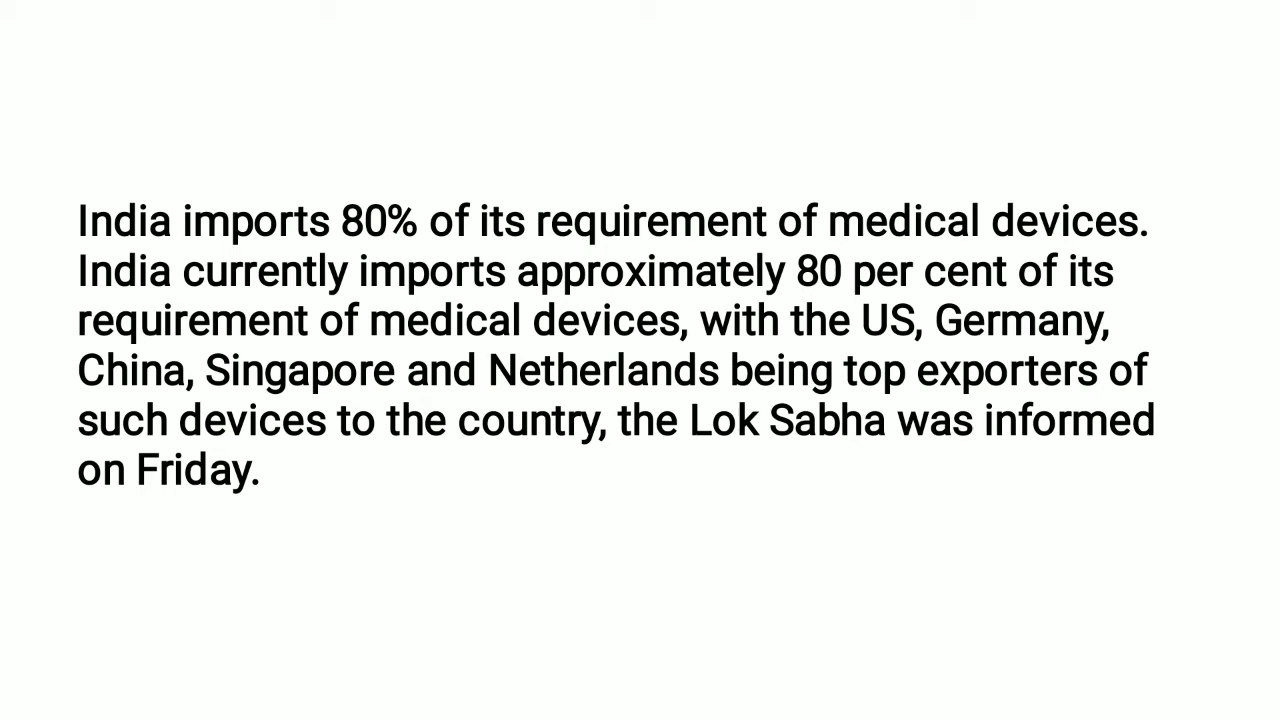 India imports 80% of its requirement of medical devices.
India currently imports approximately 80 per cent of its
requirement of medical devices, with the US, Germany,
China, Singapore and Netherlands being top exporters of
such devices to the country, the Lok Sabha was informed
on Friday.